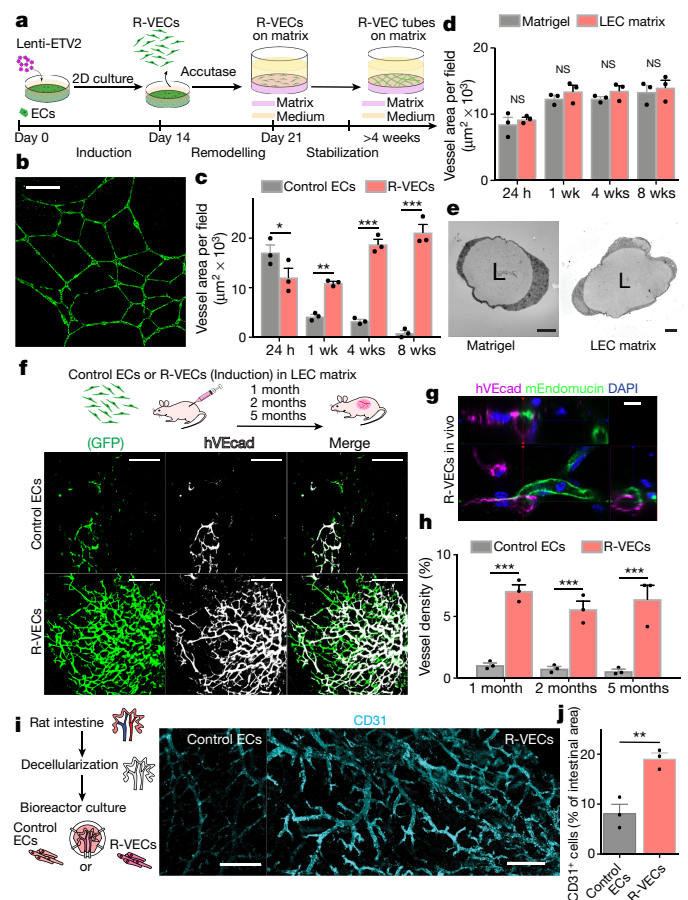 a
Lenti-ETV2
ECs
2D culture
R-VECs
Accutase
R-VECs
on matrix
R-VEC tubes
on matrix
Matrix
Medium
Matrix
Medium
Day 0
Day 14
Day 21
>4 weeks
Induction
Remodelling
Stabilization
b
c
Control ECs
R-VECs
Vessel area per field
(μm² × 10³)
20
10
0
*
**
***
***
24 h
1 wk
4 wks
8 wks
d
Matrigel
LEC matrix
Vessel area per field
(μm² × 10³)
20
10
0
NS
NS
NS
NS
24 h
1 wk
4 wks
8 wks
e
L
L
Matrigel
LEC matrix
f
Control ECs or R-VECs (Induction) in LEC matrix
1 month
2 months
5 months
(GFP)
hVEcad
Merge
Control ECs
R-VECs
g
hVEcad mEndomucin DAPI
R-VECs in vivo
h
Control ECs
R-VECs
Vessel density (%)
10
5
0
***
***
***
1 month
2 months
5 months
i
Rat intestine
Decellularization
Bioreactor culture
Control
ECs
or
R-VECs
CD31
Control ECs
R-VECs
j
CD31⁺ cells (% of intestinal area)
20
10
0
**
Control
ECs
R-VECs